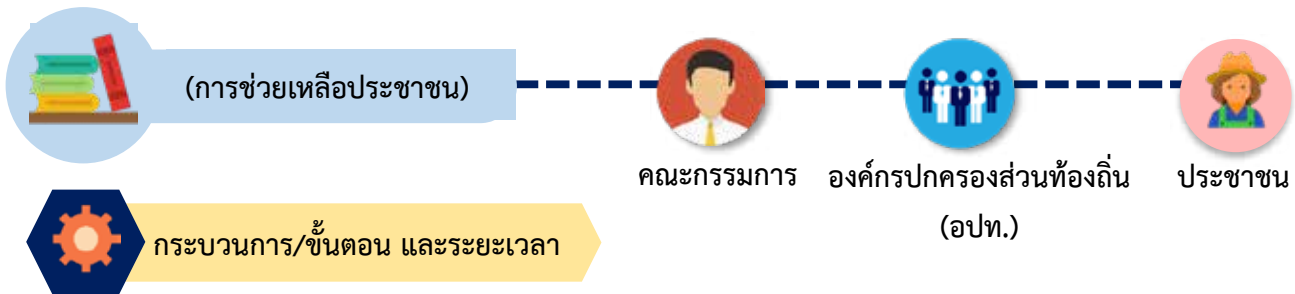 (การช่วยเหลือประชาชน)
คณะกรรมการ
องค์กรปกครองส่วนท้องถิ่น
(อปท.)
ประชาชน
กระบวนการ/ขั้นตอน และระยะเวลา